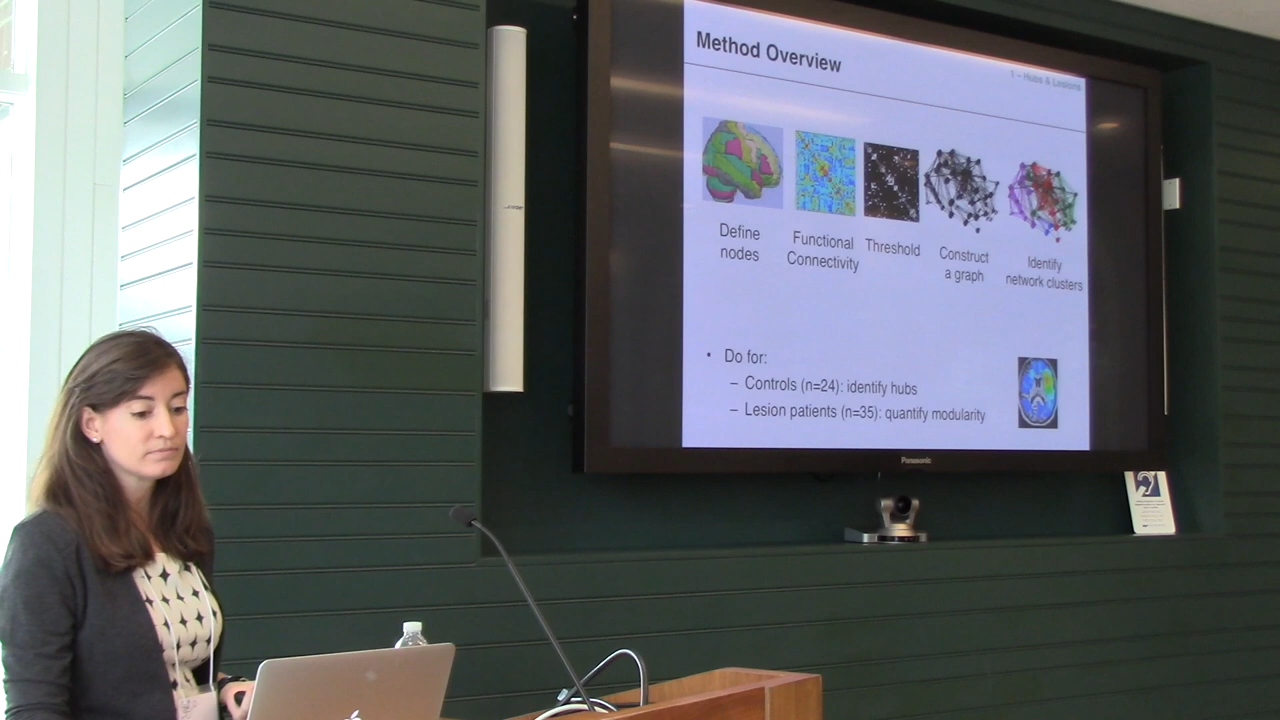 Method Overview
1 – Hubs & Lesions
Define
nodes
Functional
Connectivity
Threshold
Construct
a graph
Identify
network clusters
• Do for:
– Controls (n=24): identify hubs
– Lesion patients (n=35): quantify modularity
Panasonic